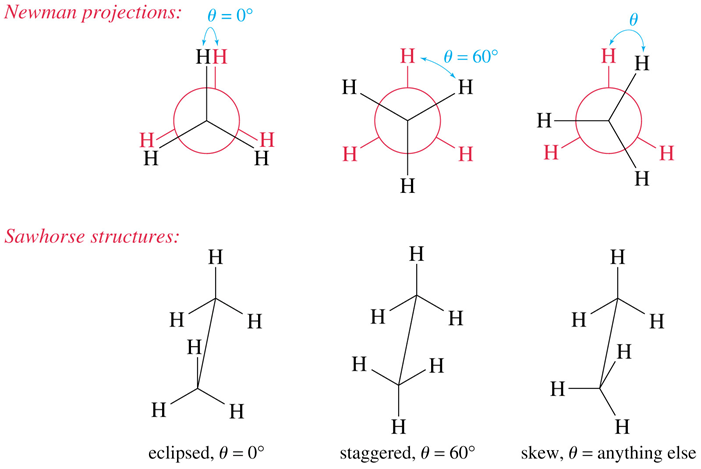 Newman projections:
θ = 0°
H H
H H
H H
H
θ = 60°
H H
H H
H
θ
H
H
H
H H
H
Sawhorse structures:
H
H H
H
H H
H
H H
H H
H
H
H H
H
H
H
eclipsed, θ = 0°
staggered, θ = 60°
skew, θ = anything else